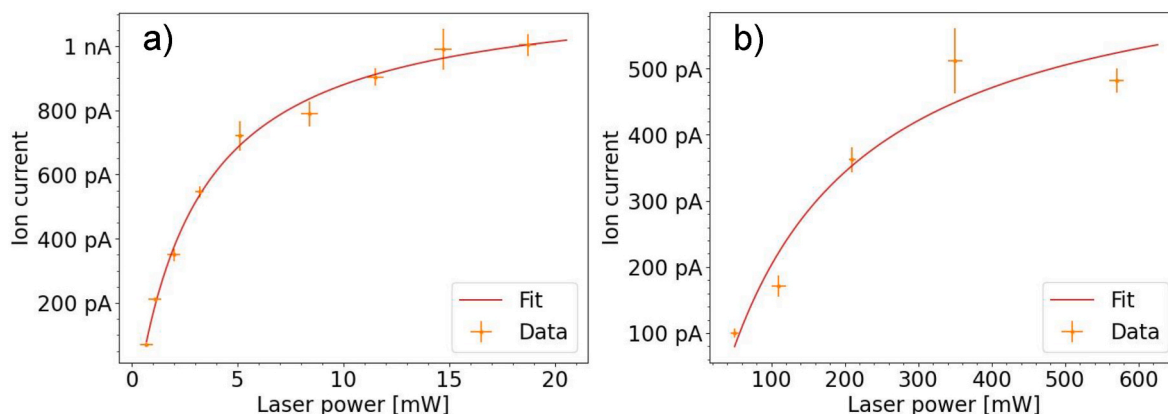 a)
Ion current
1 nA
800 pA
600 pA
400 pA
200 pA
0 5 10 15 20
Laser power [mW]
Fit
Data
b)
Ion current
500 pA
400 pA
300 pA
200 pA
100 pA
100 200 300 400 500 600
Laser power [mW]
Fit
Data